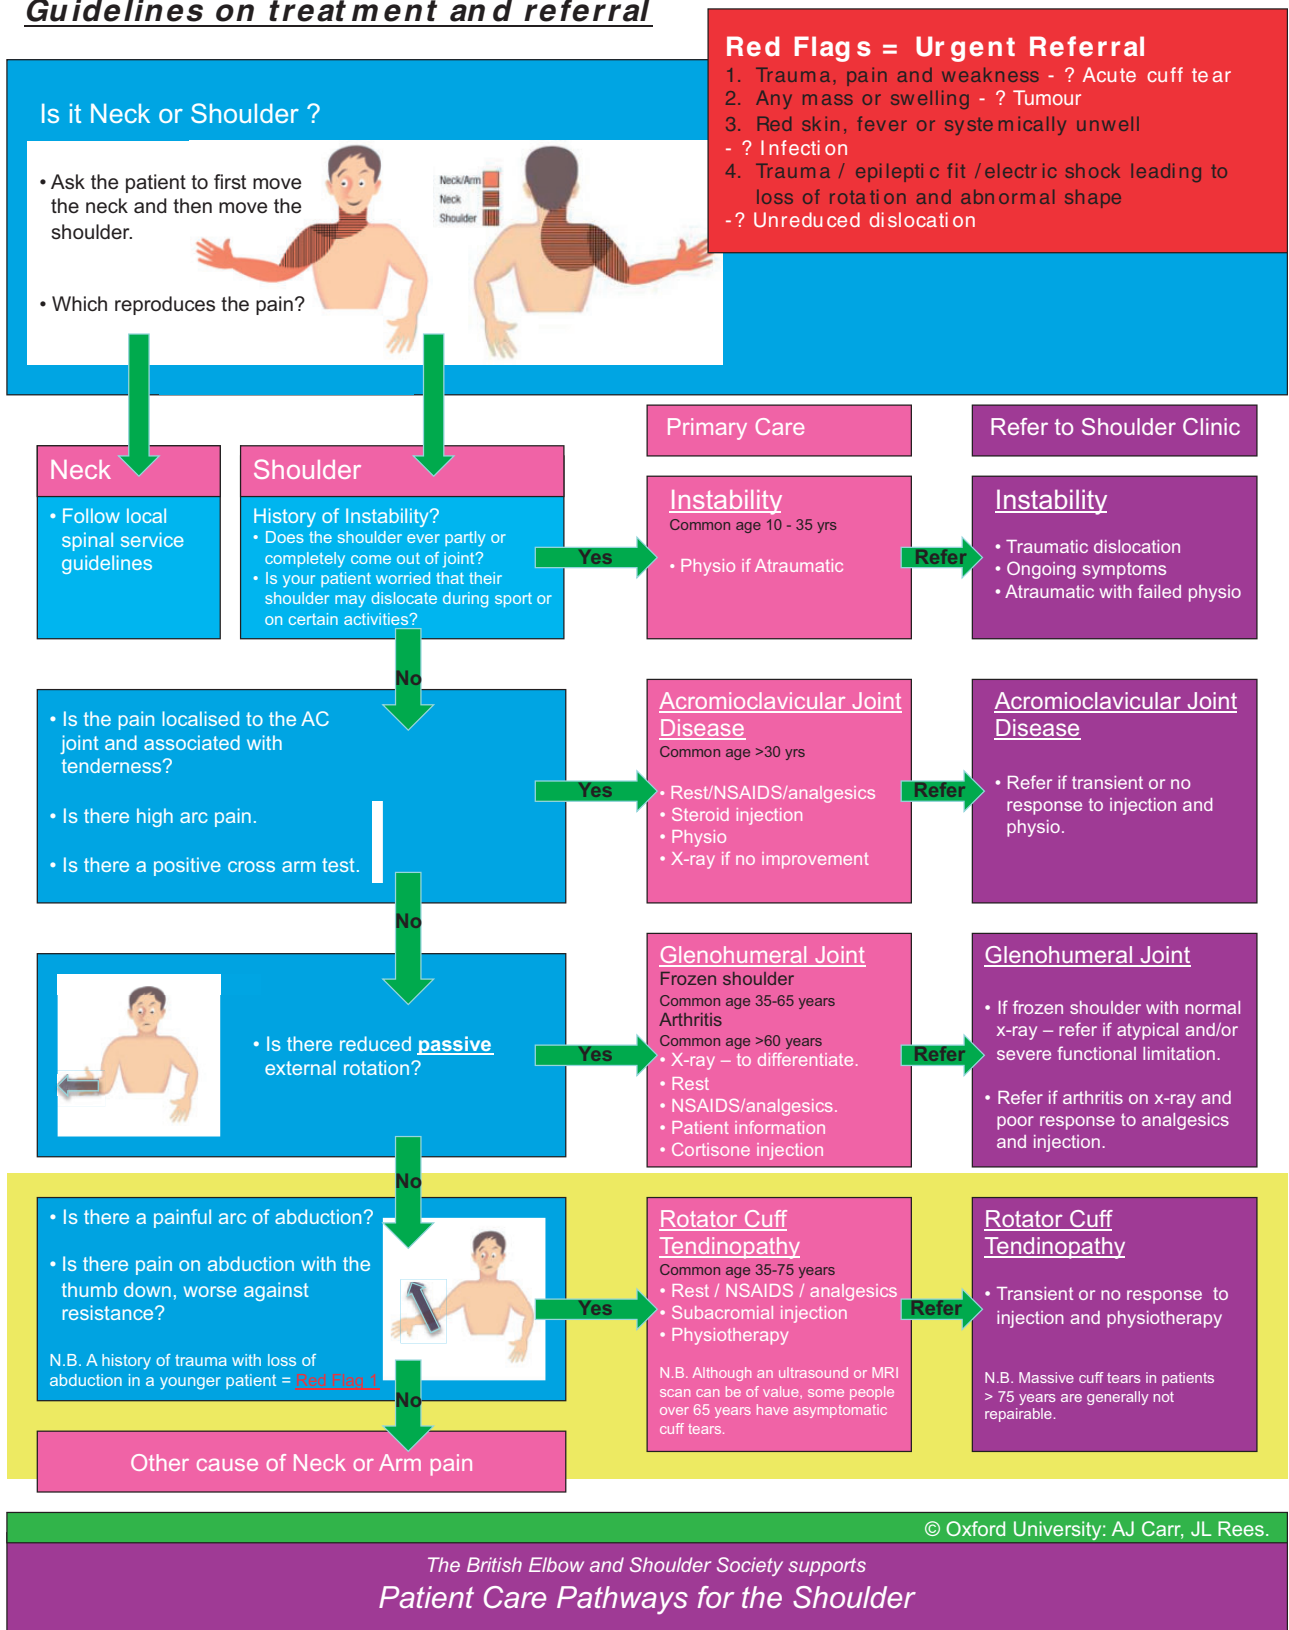 Guidelines on treatment and referral
Red Flags = Urgent Referral
1. Trauma, pain and weakness - ? Acute cuff tear
2. Any mass or swelling - ? Tumour
3. Red skin, fever or systemically unwell
- ? Infection
4. Trauma / epileptic fit /electric shock leading to
loss of rotation and abnormal shape
-? Unreduced dislocation
Is it Neck or Shoulder ?
• Ask the patient to first move
the neck and then move the
shoulder.
• Which reproduces the pain?
Neck/Arm
Neck
Shoulder
Primary Care
Refer to Shoulder Clinic
Neck
• Follow local
spinal service
guidelines
Shoulder
History of Instability?
• Does the shoulder ever partly or
completely come out of joint?
• Is your patient worried that their
shoulder may dislocate during sport or
on certain activities?
Yes
Instability
Common age 10 - 35 yrs
• Physio if Atraumatic
Refer
Instability
• Traumatic dislocation
• Ongoing symptoms
• Atraumatic with failed physio
No
• Is the pain localised to the AC
joint and associated with
tenderness?
• Is there high arc pain.
• Is there a positive cross arm test.
Yes
Acromioclavicular Joint
Disease
Common age >30 yrs
• Rest/NSAIDS/analgesics
• Steroid injection
• Physio
• X-ray if no improvement
Refer
Acromioclavicular Joint
Disease
• Refer if transient or no
response to injection and
physio.
No
• Is there reduced passive
external rotation?
Yes
Glenohumeral Joint
Frozen shoulder
Common age 35-65 years
Arthritis
Common age >60 years
• X-ray – to differentiate.
• Rest
• NSAIDS/analgesics.
• Patient information
• Cortisone injection
Refer
Glenohumeral Joint
• If frozen shoulder with normal
x-ray – refer if atypical and/or
severe functional limitation.
• Refer if arthritis on x-ray and
poor response to analgesics
and injection.
No
• Is there a painful arc of abduction?
• Is there pain on abduction with the
thumb down, worse against
resistance?
N.B. A history of trauma with loss of
abduction in a younger patient = Red Flag 1
Yes
Rotator Cuff
Tendinopathy
Common age 35-75 years
• Rest / NSAIDS / analgesics
• Subacromial injection
• Physiotherapy
N.B. Although an ultrasound or MRI
scan can be of value, some people
over 65 years have asymptomatic
cuff tears.
Refer
Rotator Cuff
Tendinopathy
• Transient or no response to
injection and physiotherapy
N.B. Massive cuff tears in patients
> 75 years are generally not
repairable.
No
Other cause of Neck or Arm pain
© Oxford University: AJ Carr, JL Rees.
The British Elbow and Shoulder Society supports
Patient Care Pathways for the Shoulder